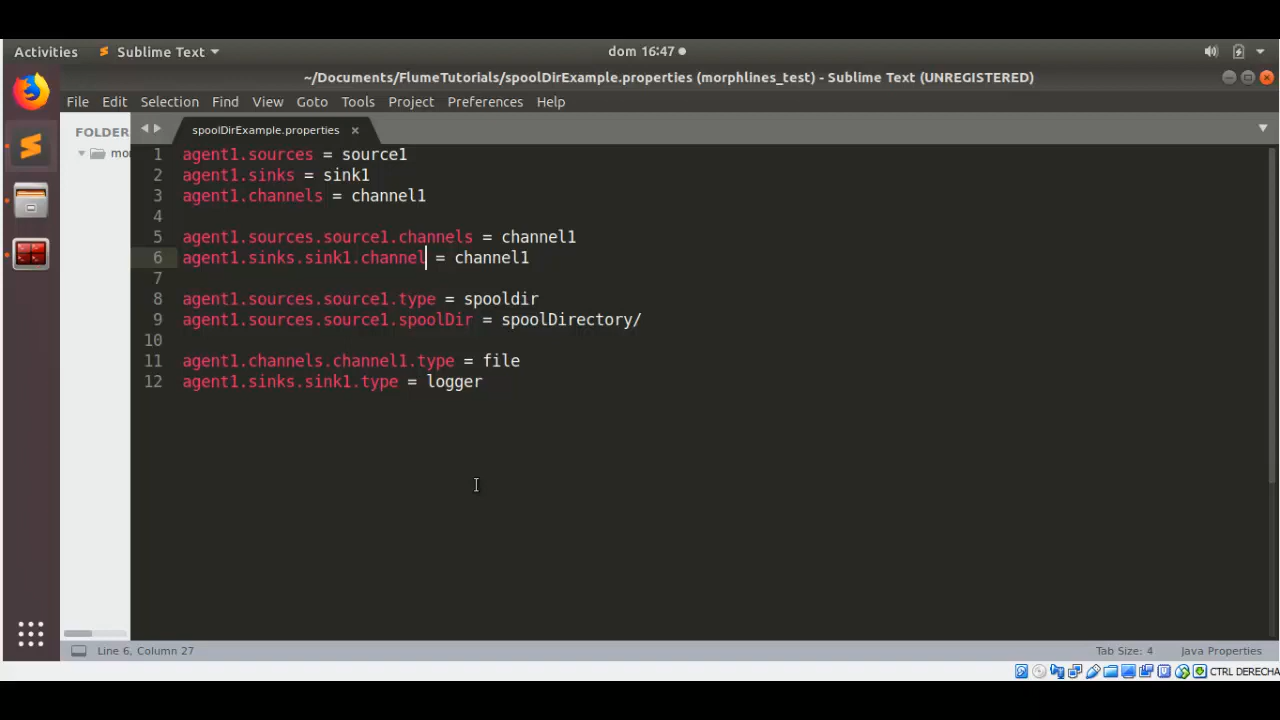 Activities Sublime Text dom 16:47
~/Documents/FlumeTutorials/spoolDirExample.properties (morphlines_test) - Sublime Text (UNREGISTERED)
File Edit Selection Find View Goto Tools Project Preferences Help
FOLDER spoolDirExample.properties
mor
1 agent1.sources = source1
2 agent1.sinks = sink1
3 agent1.channels = channel1
4
5 agent1.sources.source1.channels = channel1
6 agent1.sinks.sink1.channel = channel1
7
8 agent1.sources.source1.type = spooldir
9 agent1.sources.source1.spoolDir = spoolDirectory/
10
11 agent1.channels.channel1.type = file
12 agent1.sinks.sink1.type = logger
Line 6, Column 27 Tab Size: 4 Java Properties
CTRL DERECHA